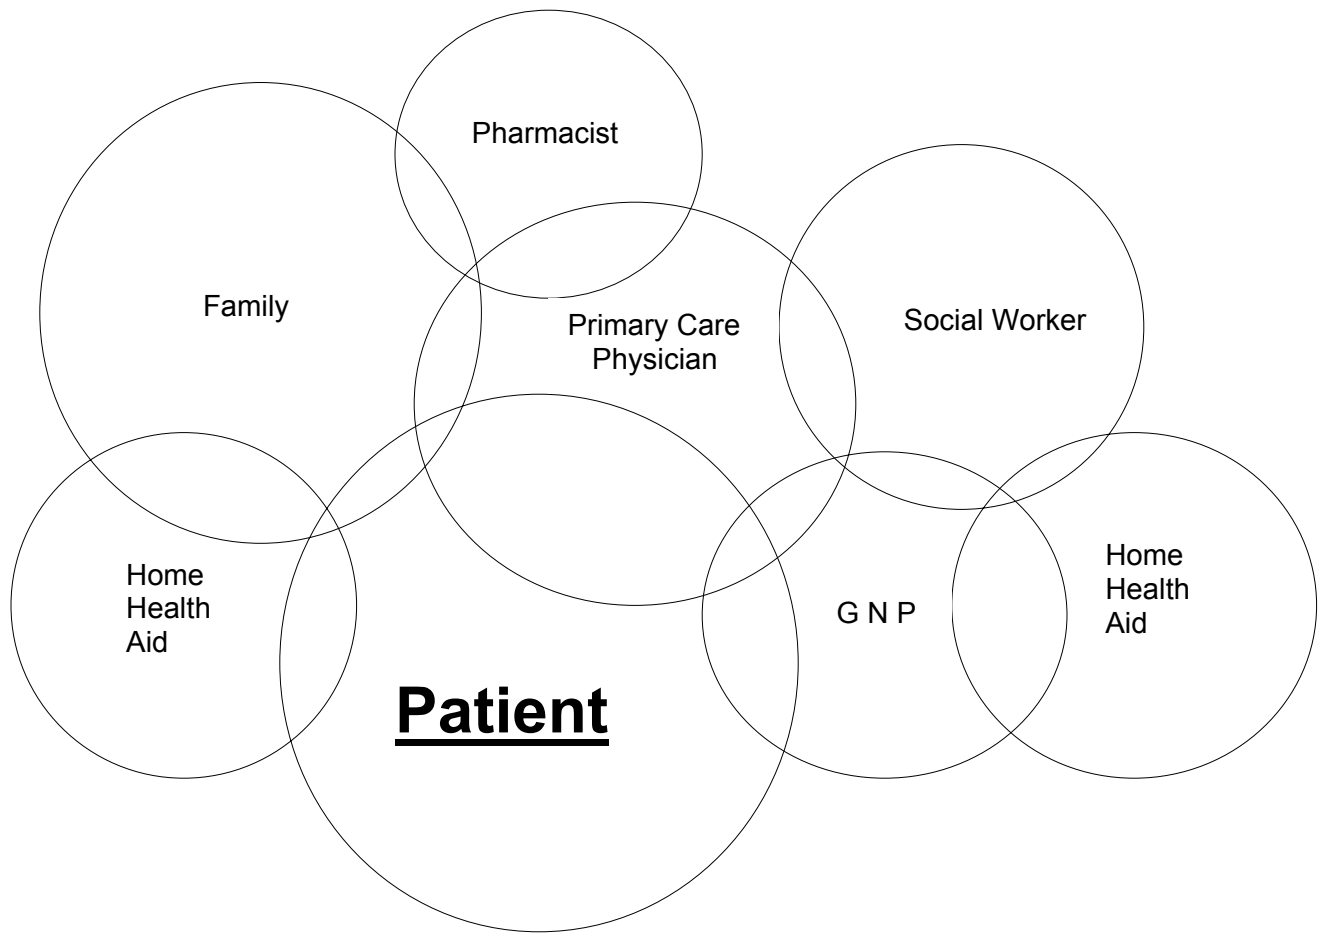 Pharmacist
Family
Primary Care
Physician
Social Worker
Home
Health
Aid
G N P
Home
Health
Aid
Patient